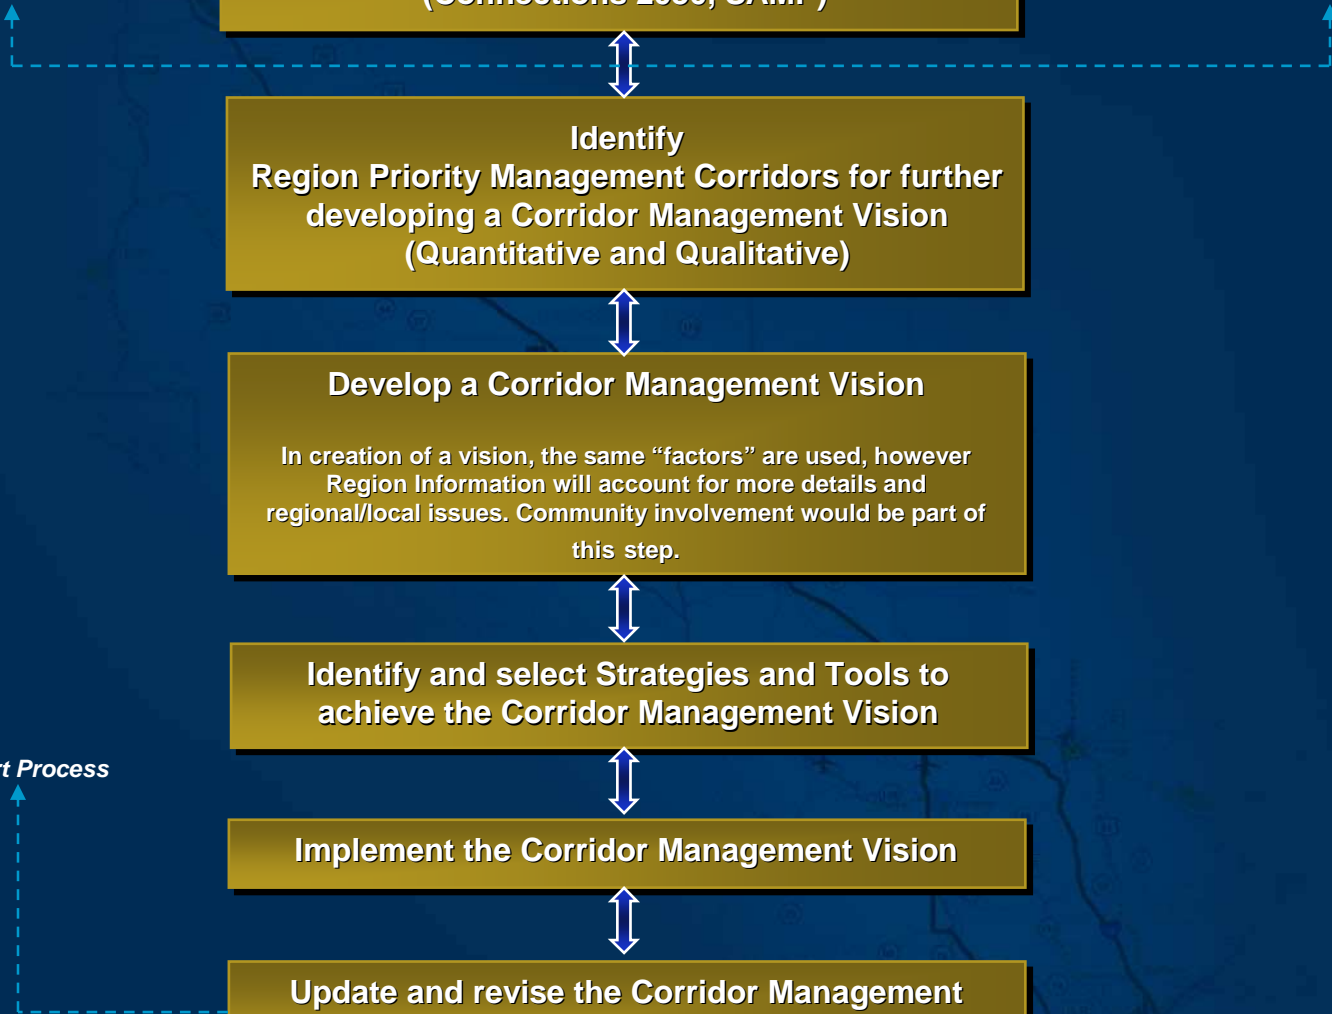 Identify
Region Priority Management Corridors for further
developing a Corridor Management Vision
(Quantitative and Qualitative)
Develop a Corridor Management Vision
In creation of a vision, the same “factors” are used, however
Region Information will account for more details and
regional/local issues. Community involvement would be part of
this step.
Identify and select Strategies and Tools to
achieve the Corridor Management Vision
Process
Implement the Corridor Management Vision
Update and revise the Corridor Management